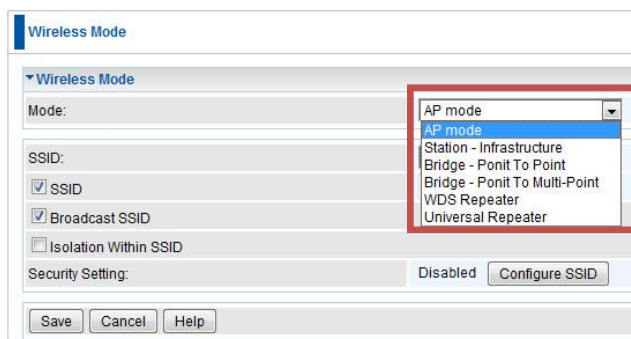 Wireless Mode
Wireless Mode
Mode:
AP mode
AP mode
Station - Infrastructure
Bridge - Ponit To Point
Bridge - Ponit To Multi-Point
WDS Repeater
Universal Repeater
SSID:
SSID
Broadcast SSID
Isolation Within SSID
Security Setting:
Disabled
Configure SSID
Save Cancel Help